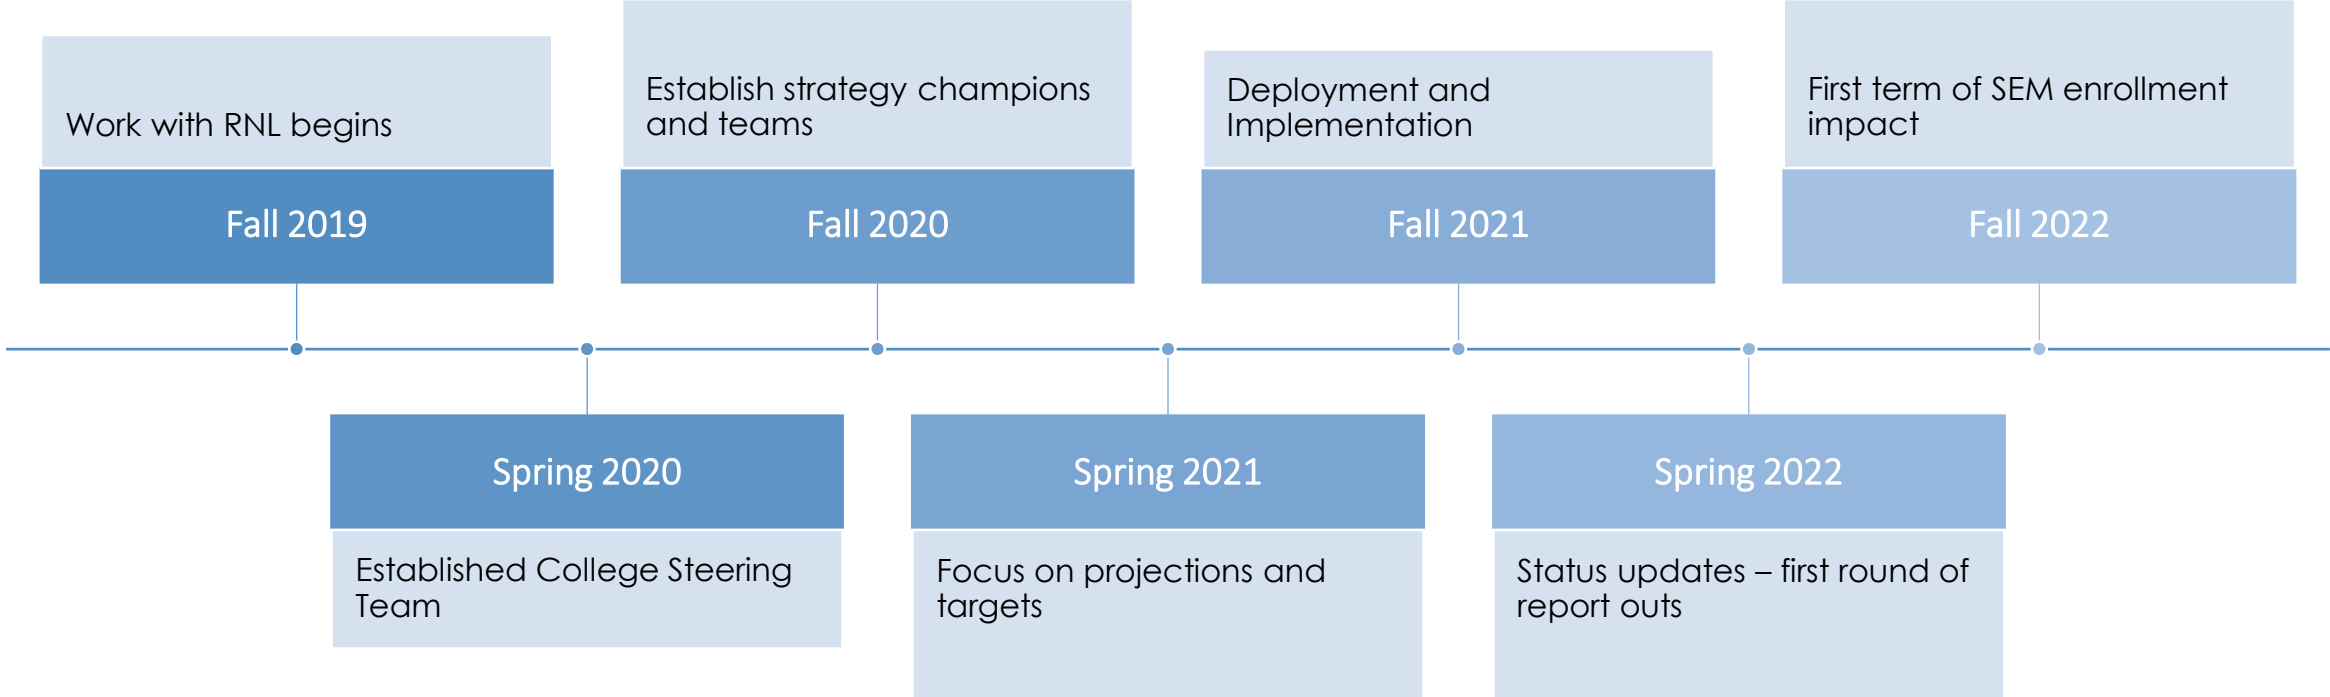 Work with RNL begins
Fall 2019
Established College Steering
Team
Spring 2020
Establish strategy champions
and teams
Fall 2020
Spring 2021
Focus on projections and
targets
Deployment and
Implementation
Fall 2021
Spring 2022
Status updates – first round of
report outs
First term of SEM enrollment
impact
Fall 2022